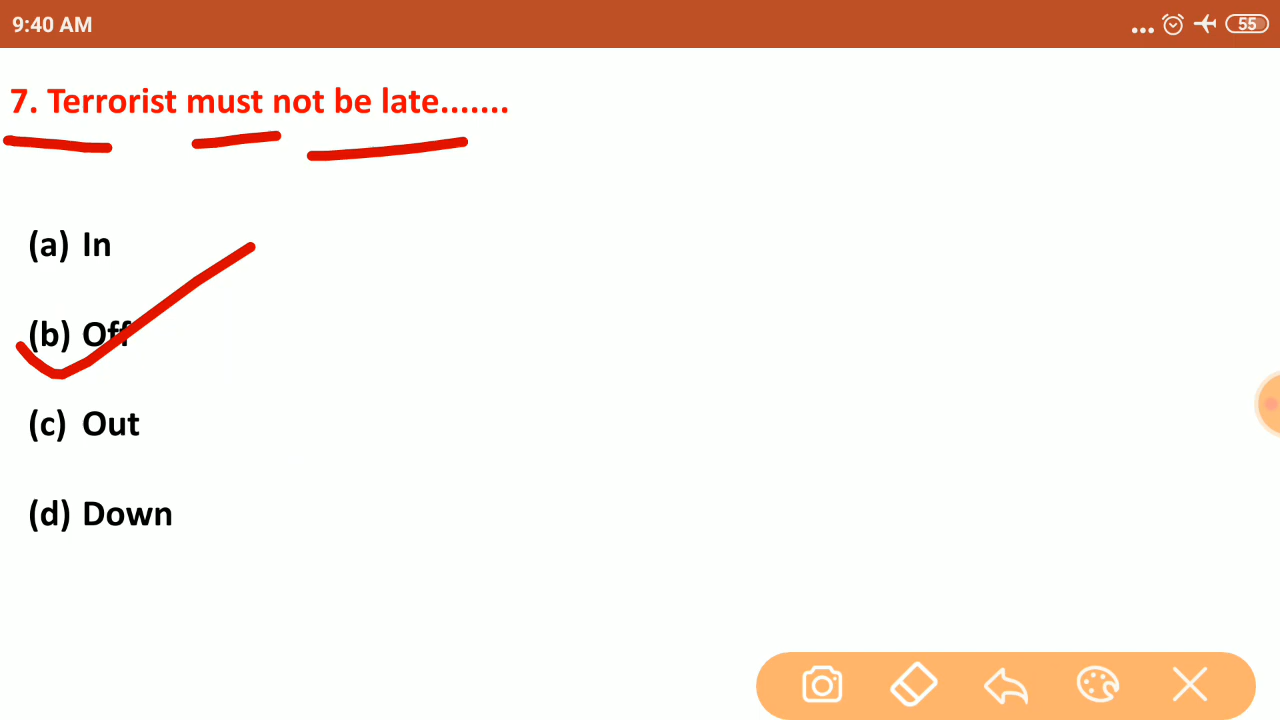 9:40 AM
55
7. Terrorist must not be late.......
(a) In
(b) Off
(c) Out
(d) Down